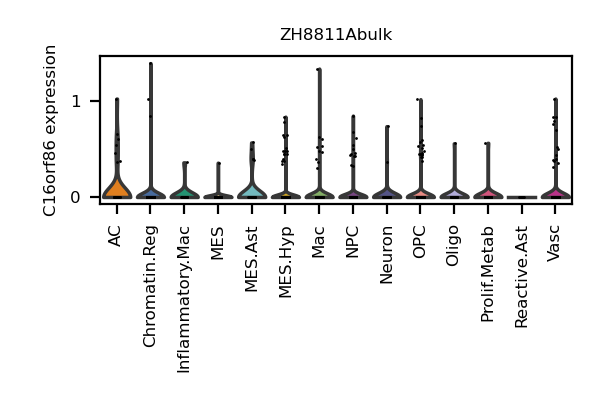 ZH8811Abulk
C16orf86 expression
1
0
AC
Chromatin.Reg
Inflammatory.Mac
MES
MES.Ast
MES.Hyp
Mac
NPC
Neuron
OPC
Oligo
Prolif.Metab
Reactive.Ast
Vasc